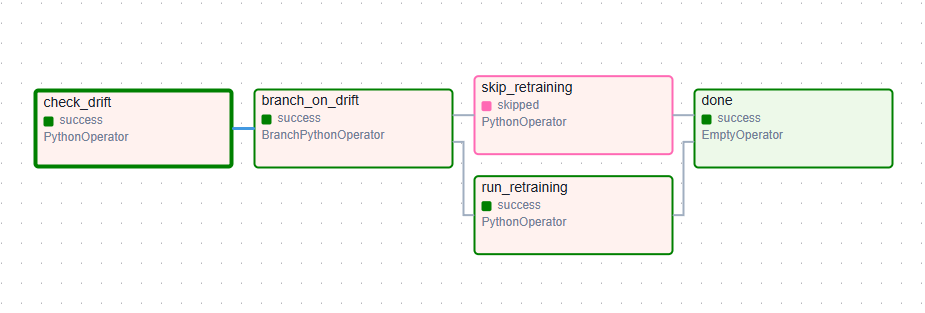 check_drift
success
PythonOperator
branch_on_drift
success
BranchPythonOperator
skip_retraining
skipped
PythonOperator
run_retraining
success
PythonOperator
done
success
EmptyOperator